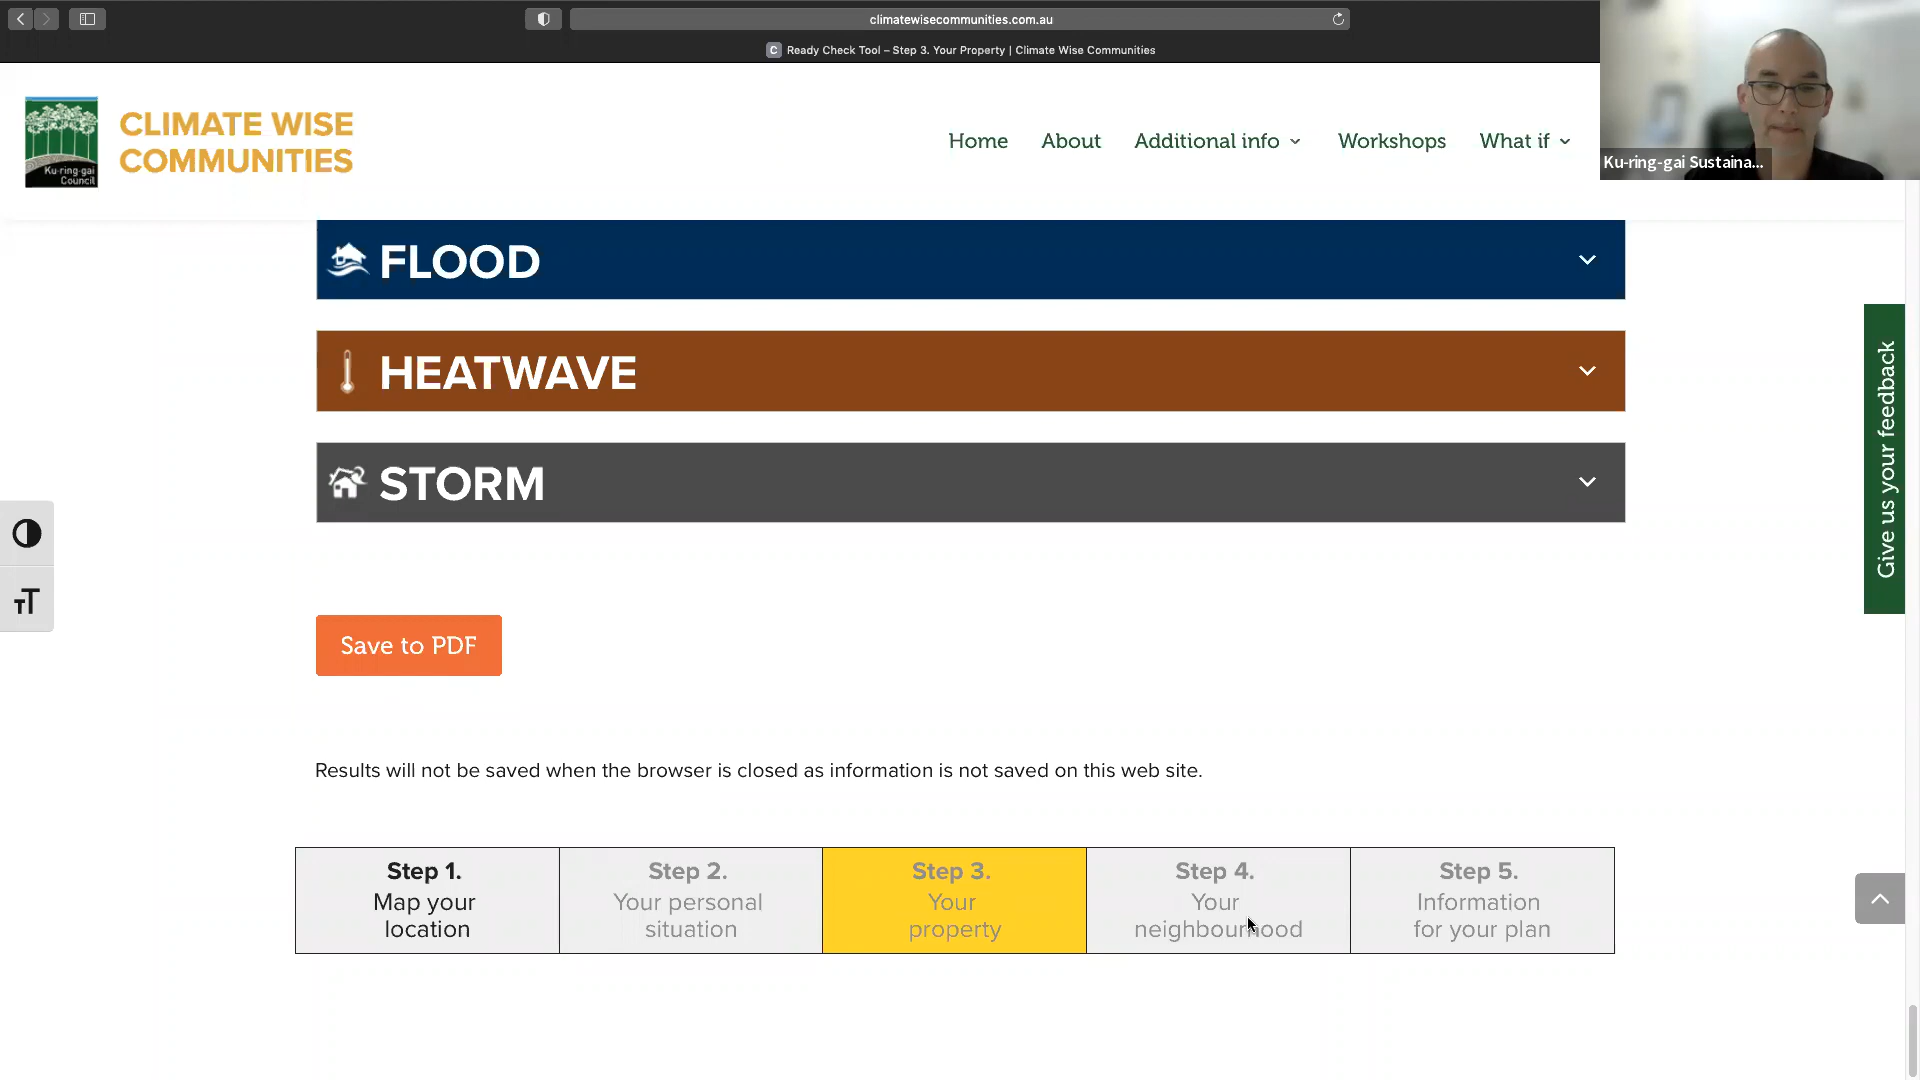 climatewisecommunities.com.au
C Ready Check Tool – Step 3. Your Property | Climate Wise Communities
Ku-ring-gai
Council
CLIMATE WISE
COMMUNITIES
Home About Additional info Workshops What if
Ku-ring-gai Sustaina...
FLOOD
HEATWAVE
STORM
Give us your feedback
TT
Save to PDF
Results will not be saved when the browser is closed as information is not saved on this web site.
Step 1.
Map your
location
Step 2.
Your personal
situation
Step 3.
Your
property
Step 4.
Your
neighbourhood
Step 5.
Information
for your plan